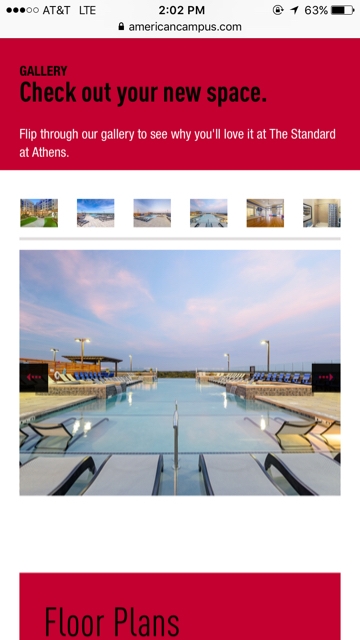 AT&T LTE 2:02 PM 63%
americancampus.com
GALLERY
Check out your new space.
Flip through our gallery to see why you'll love it at The Standard
at Athens.
Floor Plans